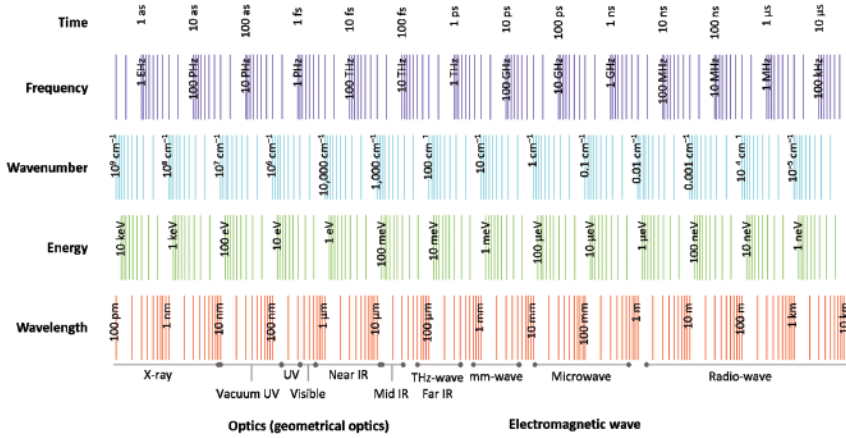 Time 1 as 10 as 100 as 1 fs 10 fs 100 fs 1 ps 10 ps 100 ps 1 ns 10 ns 100 ns 1 μs 10 μs
Frequency 1 EHz 100 PHz 10 PHz 1 PHz 100 THz 10 THz 1 THz 100 GHz 10 GHz 1 GHz 100 MHz 10 MHz 1 MHz 100 kHz
Wavenumber 10⁹ cm⁻¹ 10⁸ cm⁻¹ 10⁷ cm⁻¹ 10⁶ cm⁻¹ 10,000 cm⁻¹ 1,000 cm⁻¹ 100 cm⁻¹ 10 cm⁻¹ 1 cm⁻¹ 0.1 cm⁻¹ 0.01 cm⁻¹ 0.001 cm⁻¹ 10⁻⁴ cm⁻¹ 10⁻⁵ cm⁻¹
Energy 10 keV 1 keV 100 eV 10 eV 1 eV 100 meV 10 meV 1 meV 100 μeV 10 μeV 1 μeV 100 neV 10 neV 1 neV
Wavelength 100 pm 1 nm 10 nm 100 nm 1 μm 10 μm 100 μm 1 mm 10 mm 100 mm 1 m 10 m 100 m 1 km 10 km
X-ray UV Near IR THz-wave mm-wave Microwave Radio-wave
Vacuum UV Visible Mid IR Far IR
Optics (geometrical optics) Electromagnetic wave